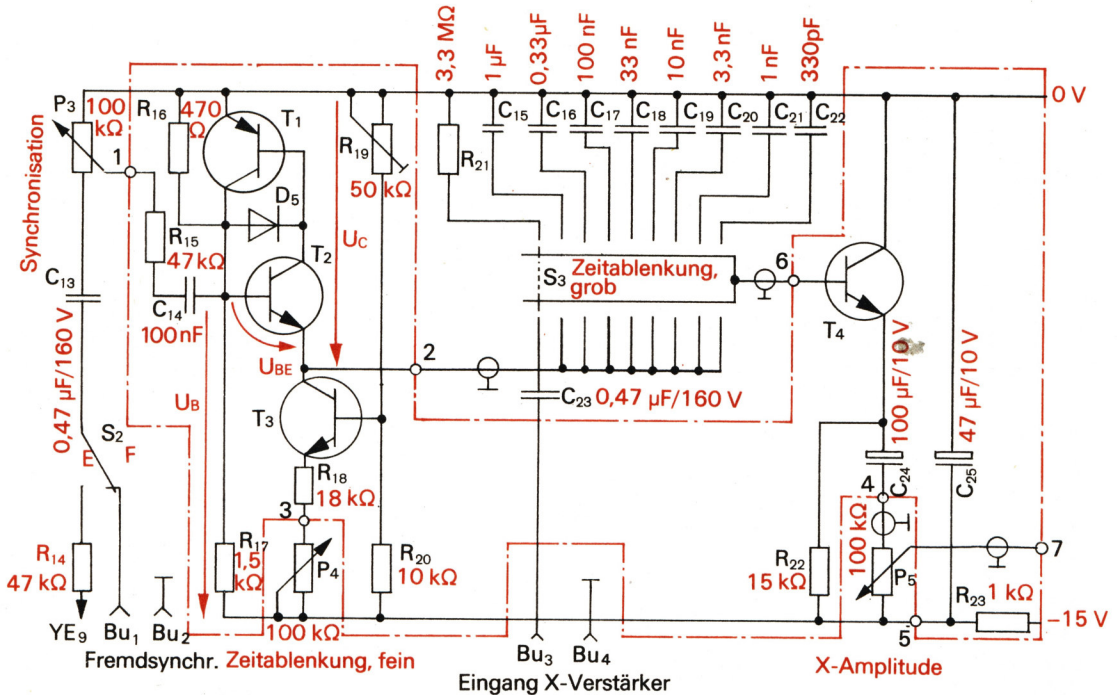 3,3 MΩ
1 µF
0,33µF
100 nF
33 nF
10 nF
3,3 nF
1 nF
330pF
P₃
100 kΩ
R₁₆
470 Ω
T₁
R₁₉
50 kΩ
R₂₁
C₁₅
C₁₆
C₁₇
C₁₈
C₁₉
C₂₀
C₂₁
C₂₂
0 V
Synchronisation
1
D₅
R₁₅
47 kΩ
U_C
T₂
S₃
Zeitablenkung,
grob
6
T₄
C₁₃
C₁₄
100 nF
U_BE
2
0,47 µF/160 V
U_B
T₃
C₂₃
0,47 µF/160 V
100 µF/10 V
47 µF/10 V
S₂
E
F
R₁₈
18 kΩ
C₂₄
C₂₅
4
3
R₁₄
47 kΩ
R₁₇
1,5 kΩ
P₄
R₂₀
10 kΩ
R₂₂
15 kΩ
100 kΩ
P₅
7
R₂₃
1 kΩ
100 kΩ
5
−15 V
YE₉
Bu₁
Bu₂
Fremdsynchr.
Zeitablenkung, fein
Bu₃
Bu₄
Eingang X-Verstärker
X-Amplitude